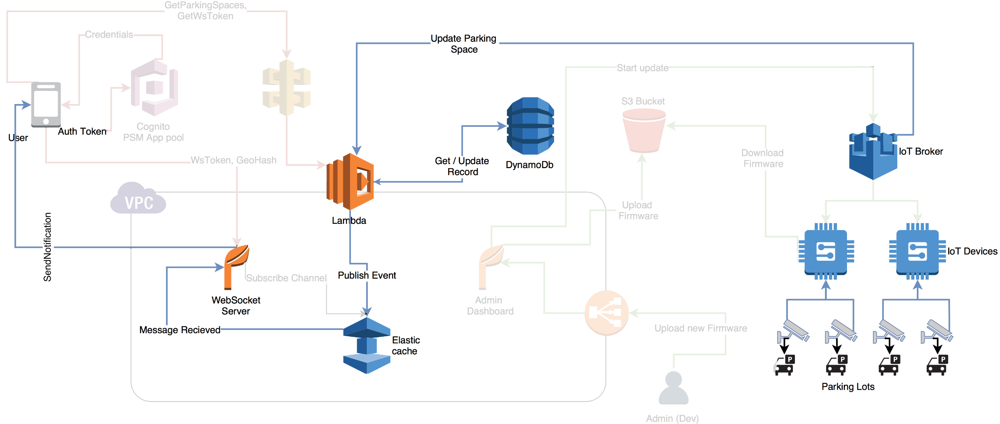 GetParkingSpaces,
GetWsToken
Credentials
Update Parking
Space
Start update
S3 Bucket
Auth Token
User
Cognito
PSM App pool
WsToken, GeoHash
Get / Update
Record
DynamoDb
Download
Firmware
IoT Broker
VPC
Upload
Firmware
Lambda
SendNotification
IoT Devices
Subscribe Channel
Publish Event
WebSocket
Server
Admin
Dashboard
Message Recieved
Upload new Firmware
Elastic
cache
P
P
P
P
Parking Lots
Admin (Dev)